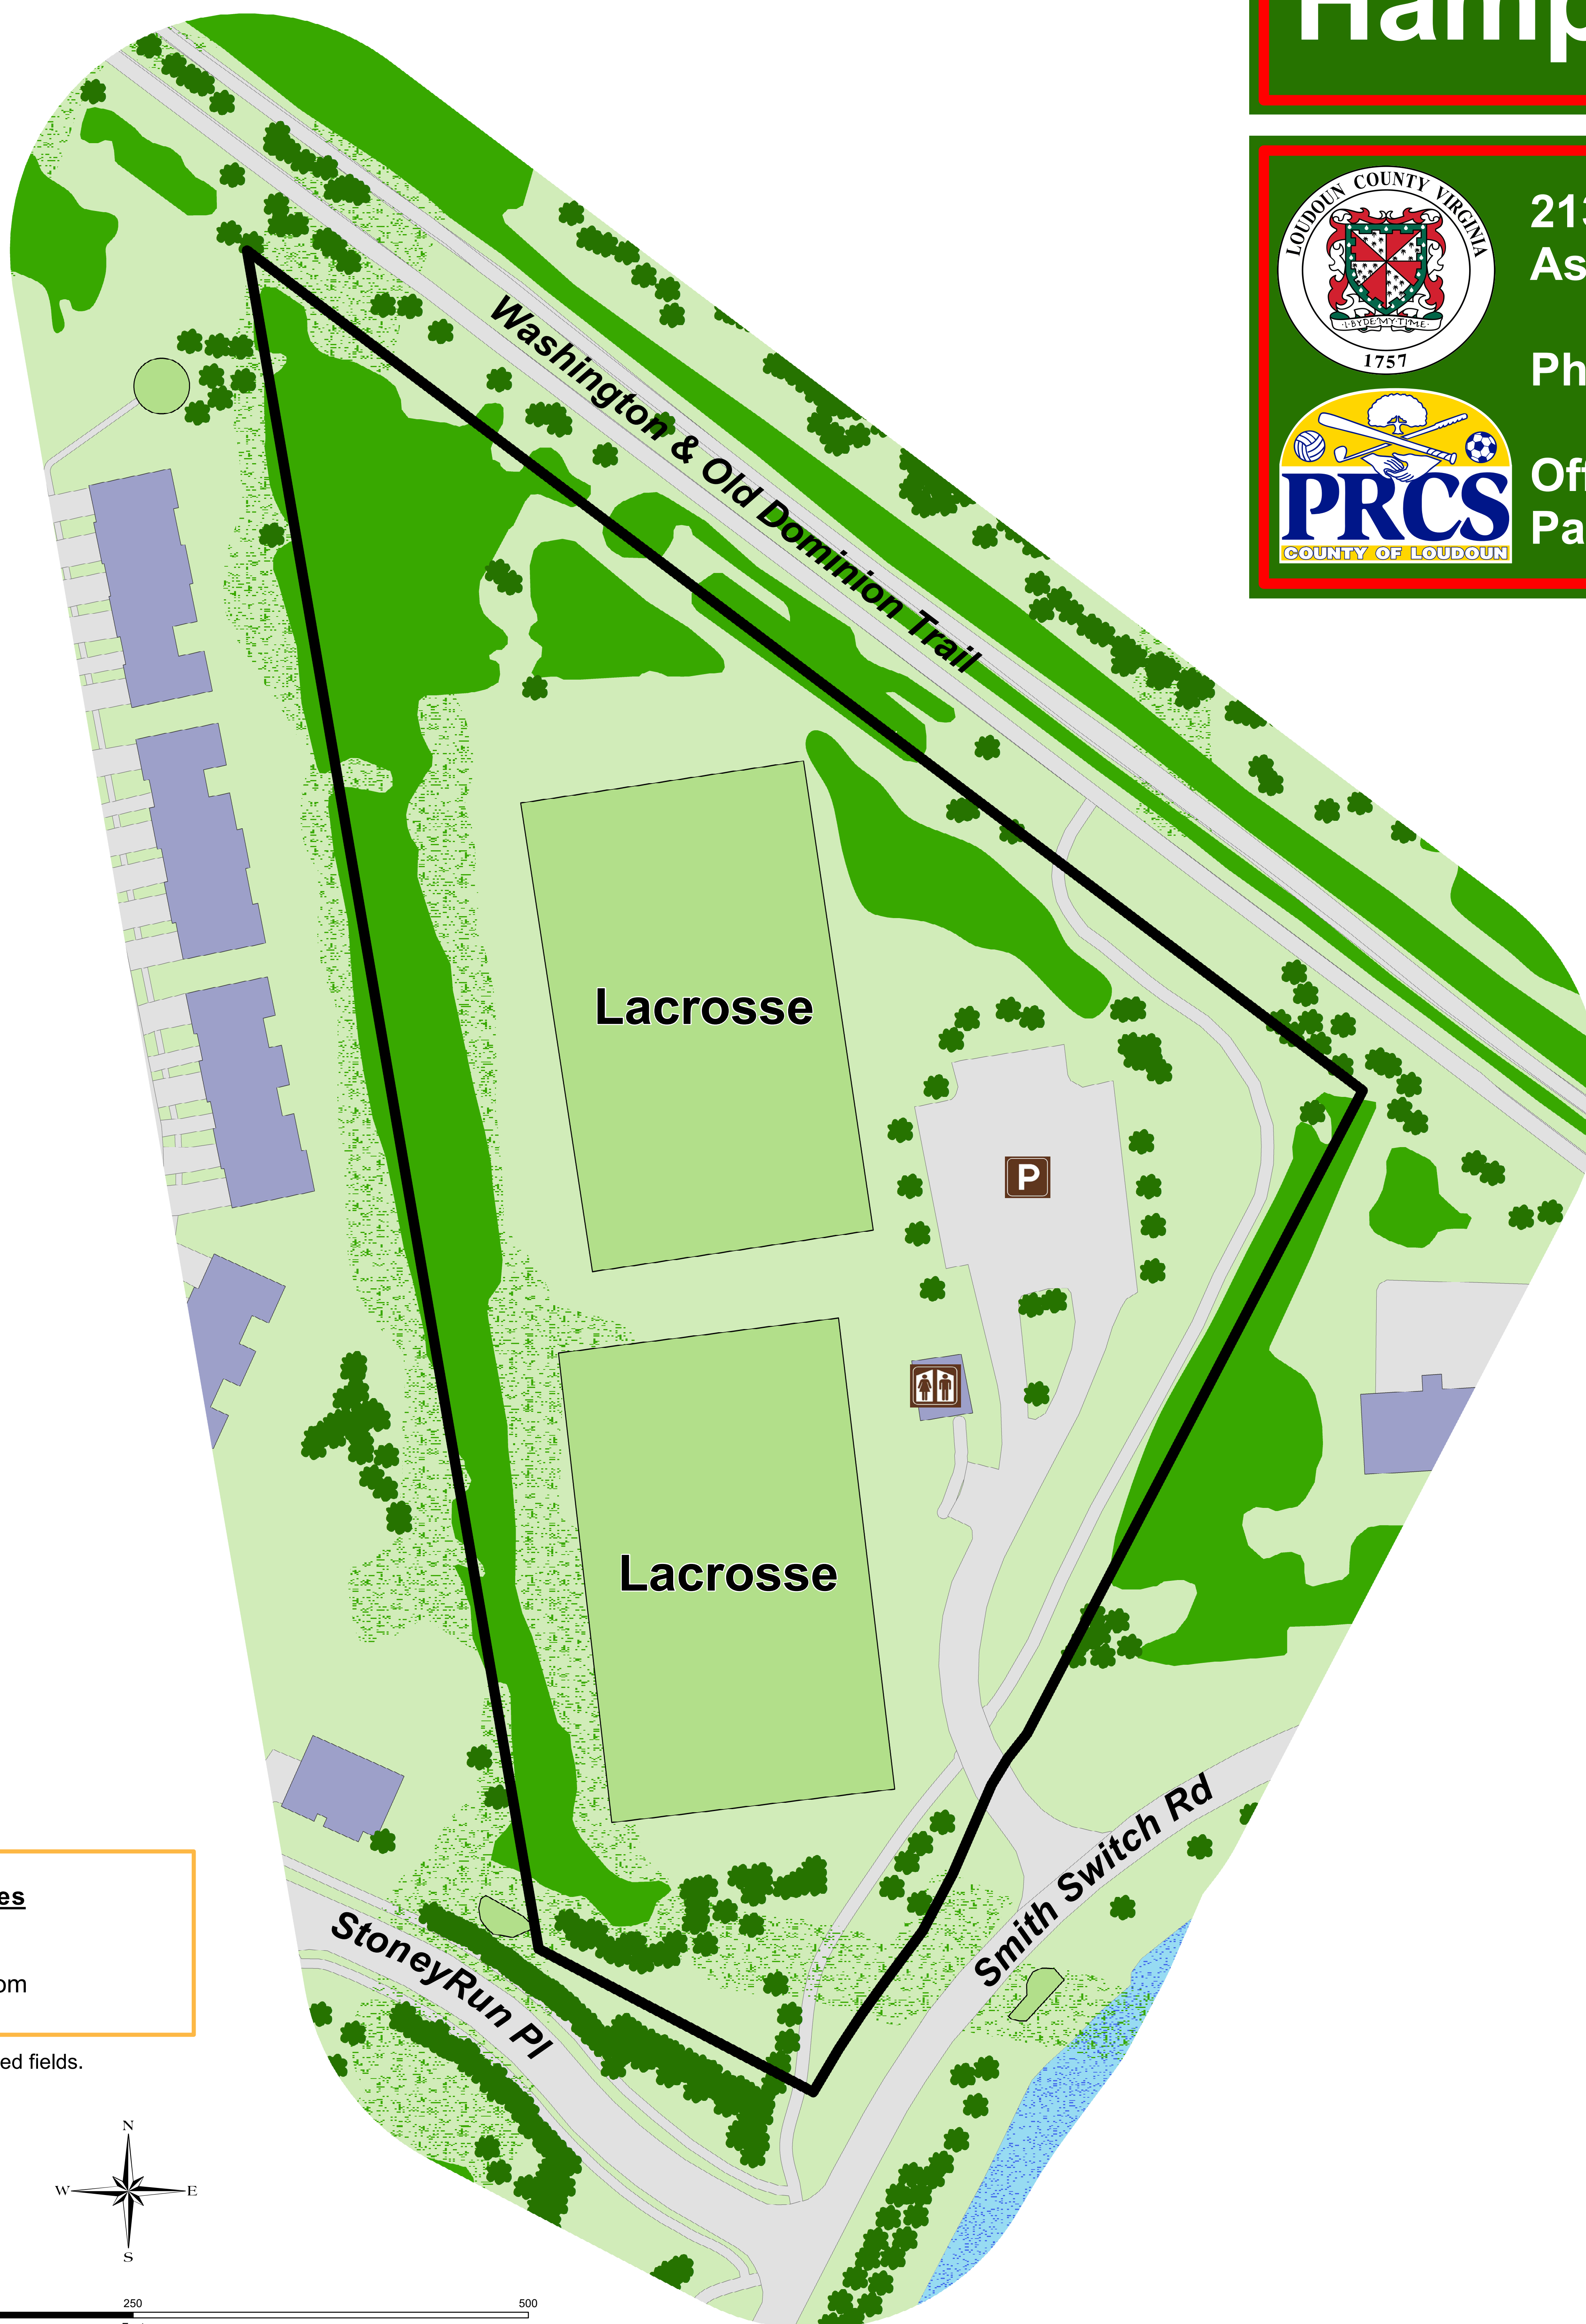 Hamp
LOUDOUN COUNTY VIRGINIA
I·BYDE·MY·TIME
1757
213
As
Ph
PRCS
COUNTY OF LOUDOUN
Off
Pa
Washington & Old Dominion Trail
Lacrosse
P
Lacrosse
Smith Switch Rd
StoneyRun Pl
es
om
ed fields.
N
W E
S
250 500